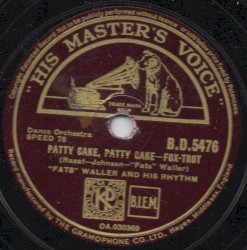 "HIS MASTER'S VOICE"
TRADE MARK
Dance Orchestra
SPEED 78
B.D.5476
PATTY CAKE, PATTY CAKE—FOX-TROT
(Razaf—Johnson—"Fats" Waller)
"FATS" WALLER AND HIS RHYTHM
B.I.E.M.
OA.030369
THE GRAMOPHONE CO. LTD. Hayes, Middlesex, England